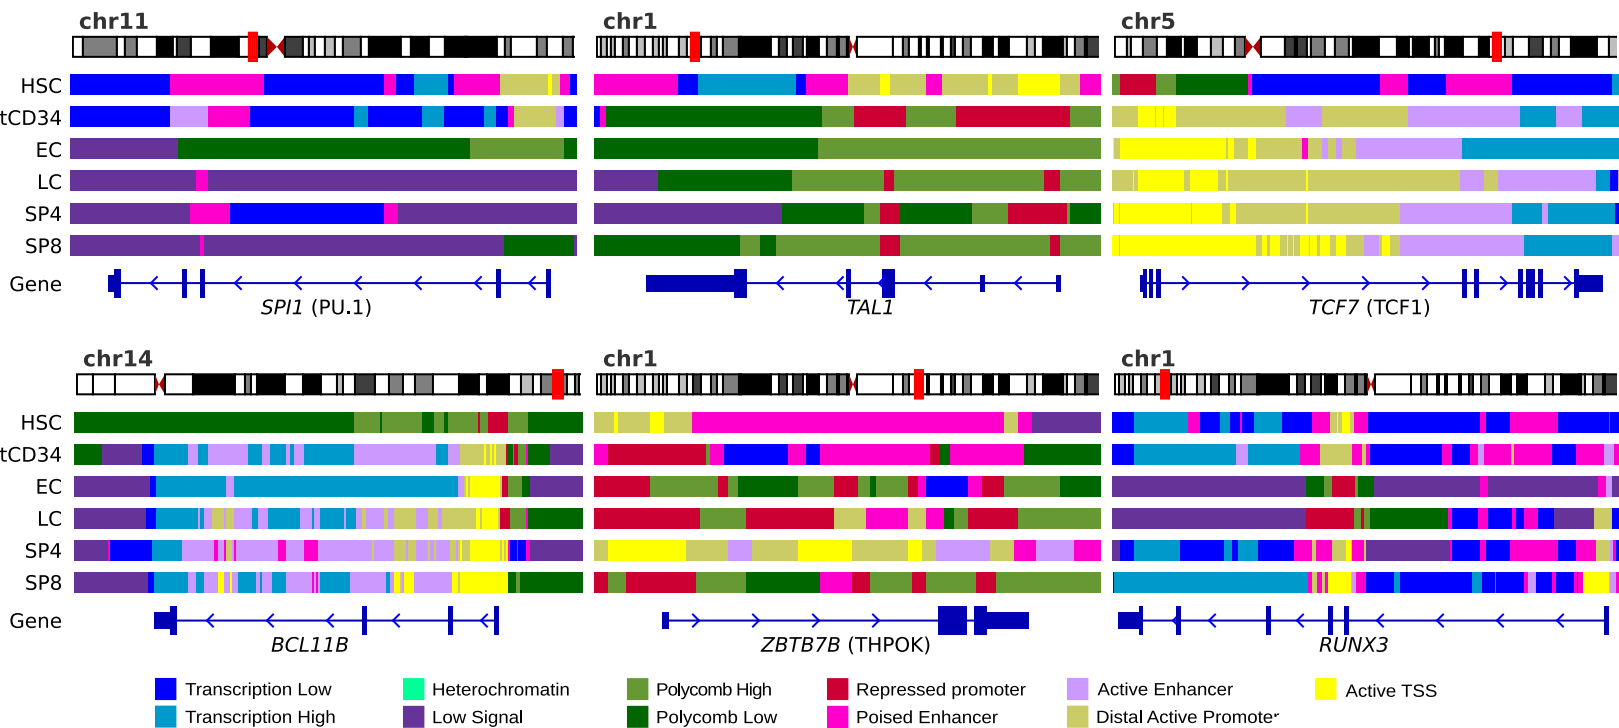 chr11 chr1 chr5
HSC
tCD34
EC
LC
SP4
SP8
Gene
SPI1 (PU.1) TAL1 TCF7 (TCF1)
chr14 chr1 chr1
HSC
tCD34
EC
LC
SP4
SP8
Gene
BCL11B ZBTB7B (THPOK) RUNX3
Transcription Low Heterochromatin Polycomb High Repressed promoter Active Enhancer Active TSS
Transcription High Low Signal Polycomb Low Poised Enhancer Distal Active Promoter